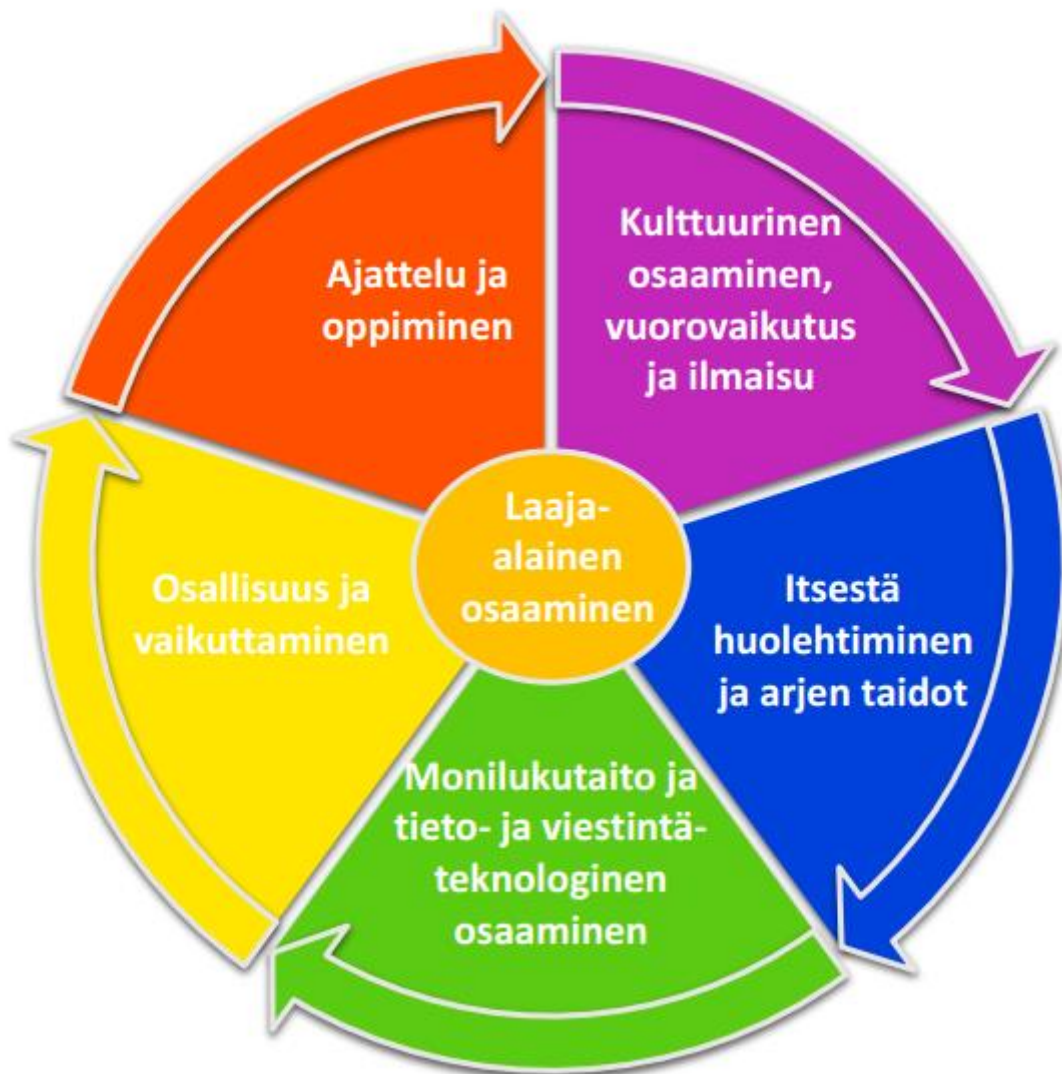 Ajattelu ja
oppiminen
Kulttuurinen
osaaminen,
vuorovaikutus
ja ilmaisu
Laaja-
alainen
osaaminen
Osallisuus ja
vaikuttaminen
Itsestä
huolehtiminen
ja arjen taidot
Monilukutaito ja
tieto- ja viestintä-
teknologinen
osaaminen